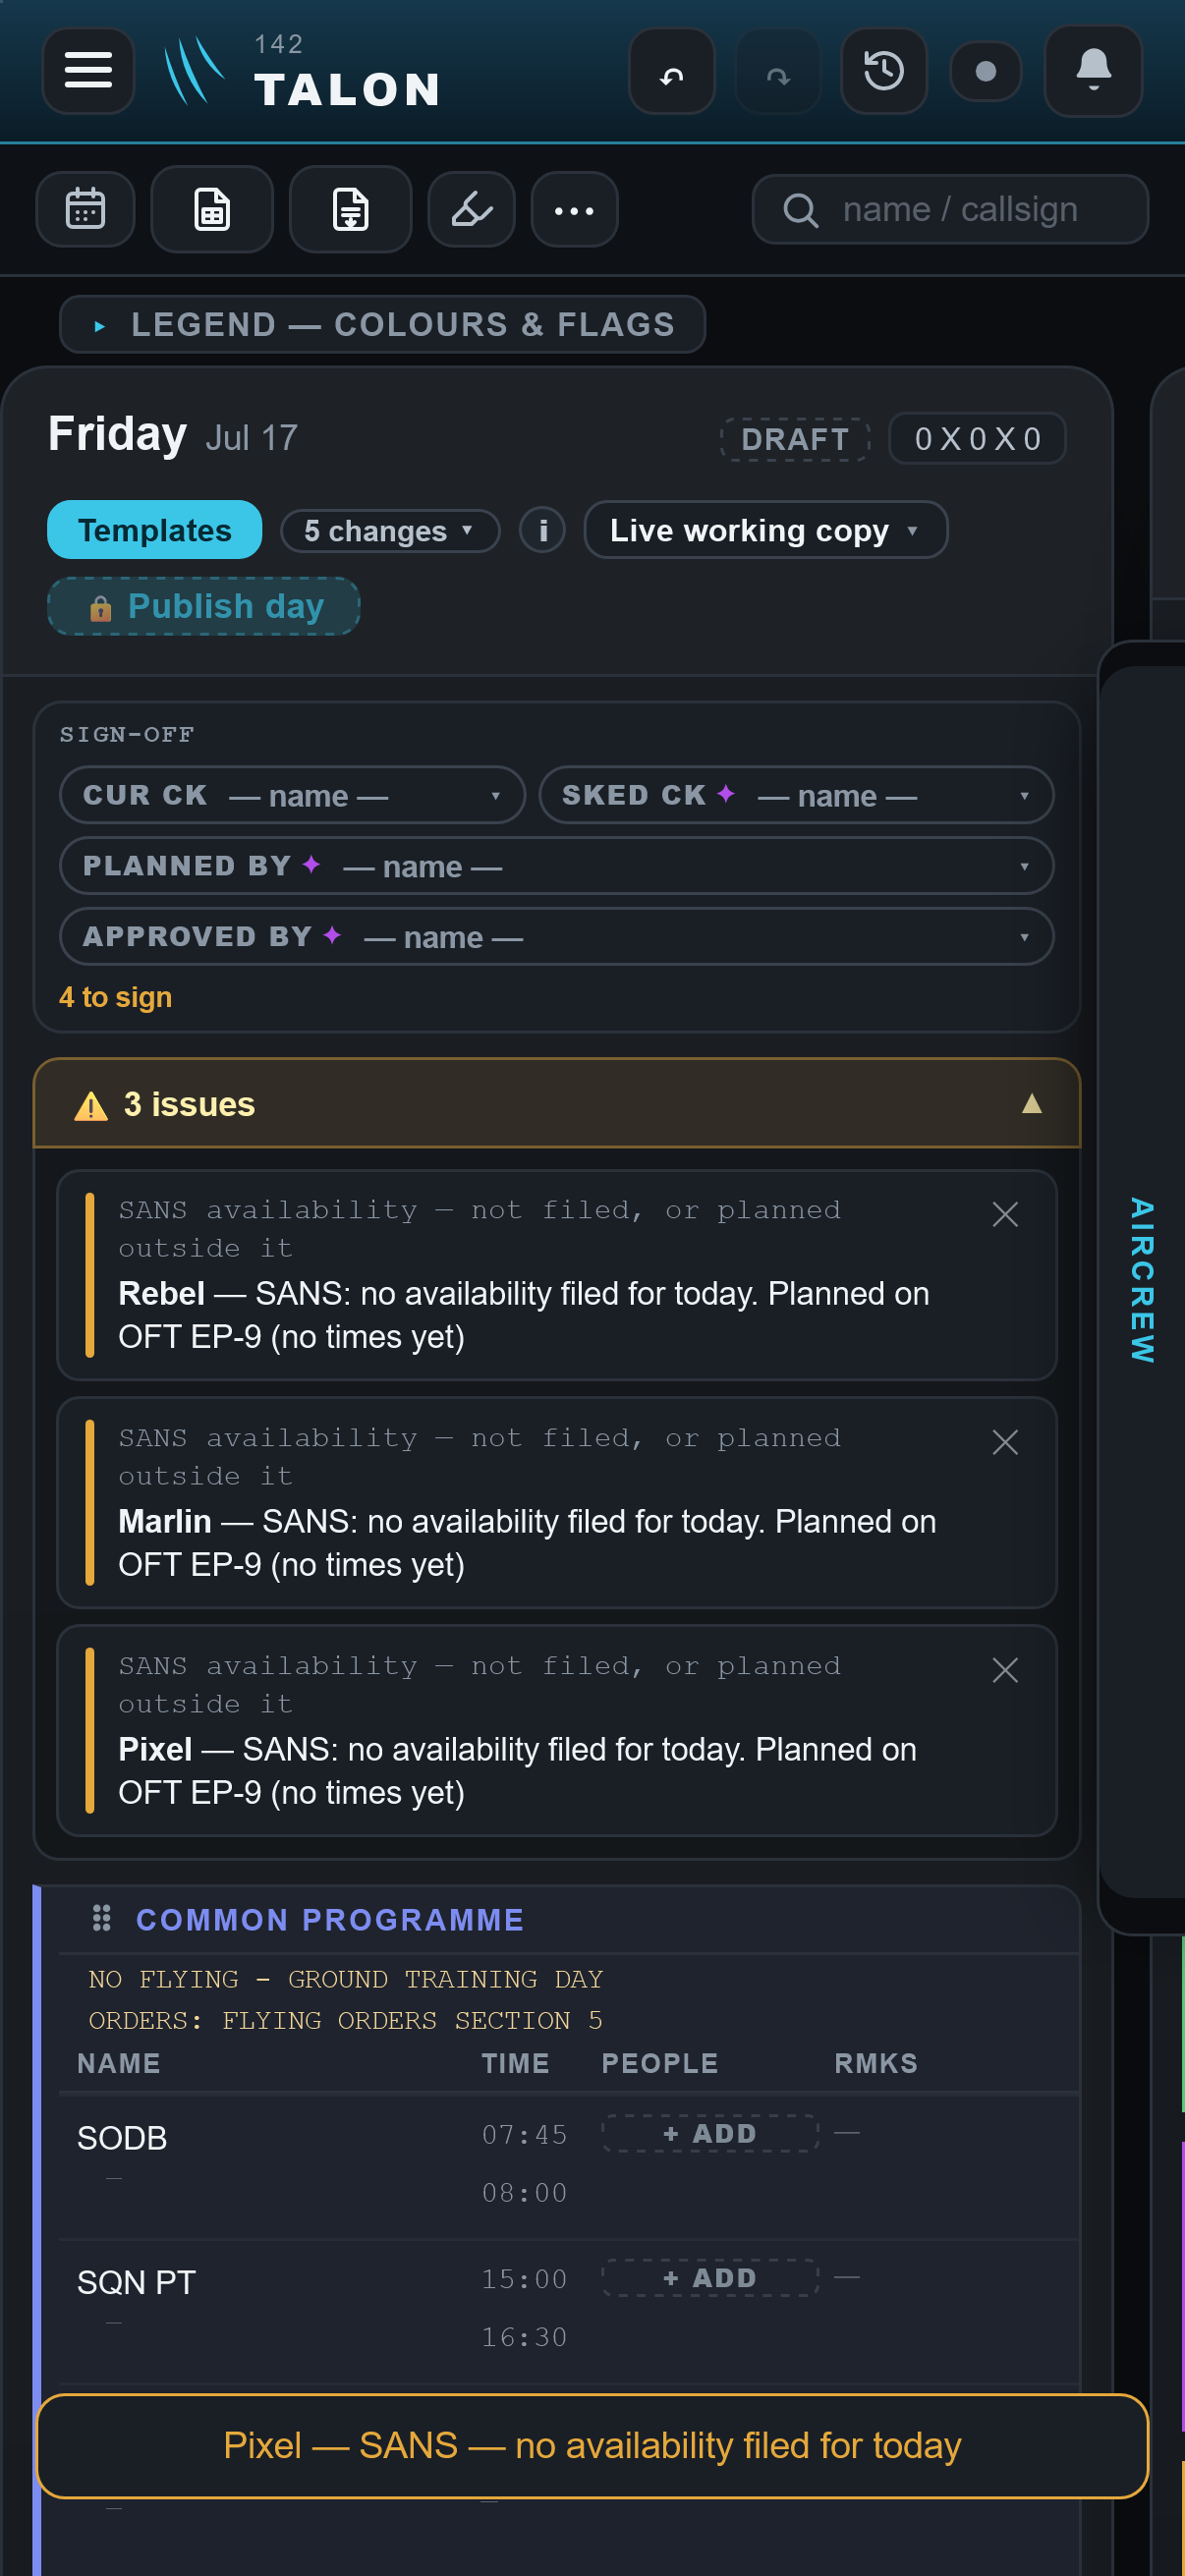 142
TALON
name / callsign
LEGEND — COLOURS & FLAGS
Friday Jul 17
DRAFT
0 X 0 X 0
Templates
5 changes
i
Live working copy
Publish day
SIGN-OFF
CUR CK — name —
SKED CK — name —
PLANNED BY — name —
APPROVED BY — name —
4 to sign
3 issues
SANS availability — not filed, or planned
outside it
Rebel — SANS: no availability filed for today. Planned on
OFT EP-9 (no times yet)
SANS availability — not filed, or planned
outside it
Marlin — SANS: no availability filed for today. Planned on
OFT EP-9 (no times yet)
SANS availability — not filed, or planned
outside it
Pixel — SANS: no availability filed for today. Planned on
OFT EP-9 (no times yet)
AIRCREW
COMMON PROGRAMME
NO FLYING - GROUND TRAINING DAY
ORDERS: FLYING ORDERS SECTION 5
NAME TIME PEOPLE RMKS
SODB 07:45 + ADD —
— 08:00
SQN PT 15:00 + ADD —
— 16:30
Pixel — SANS — no availability filed for today